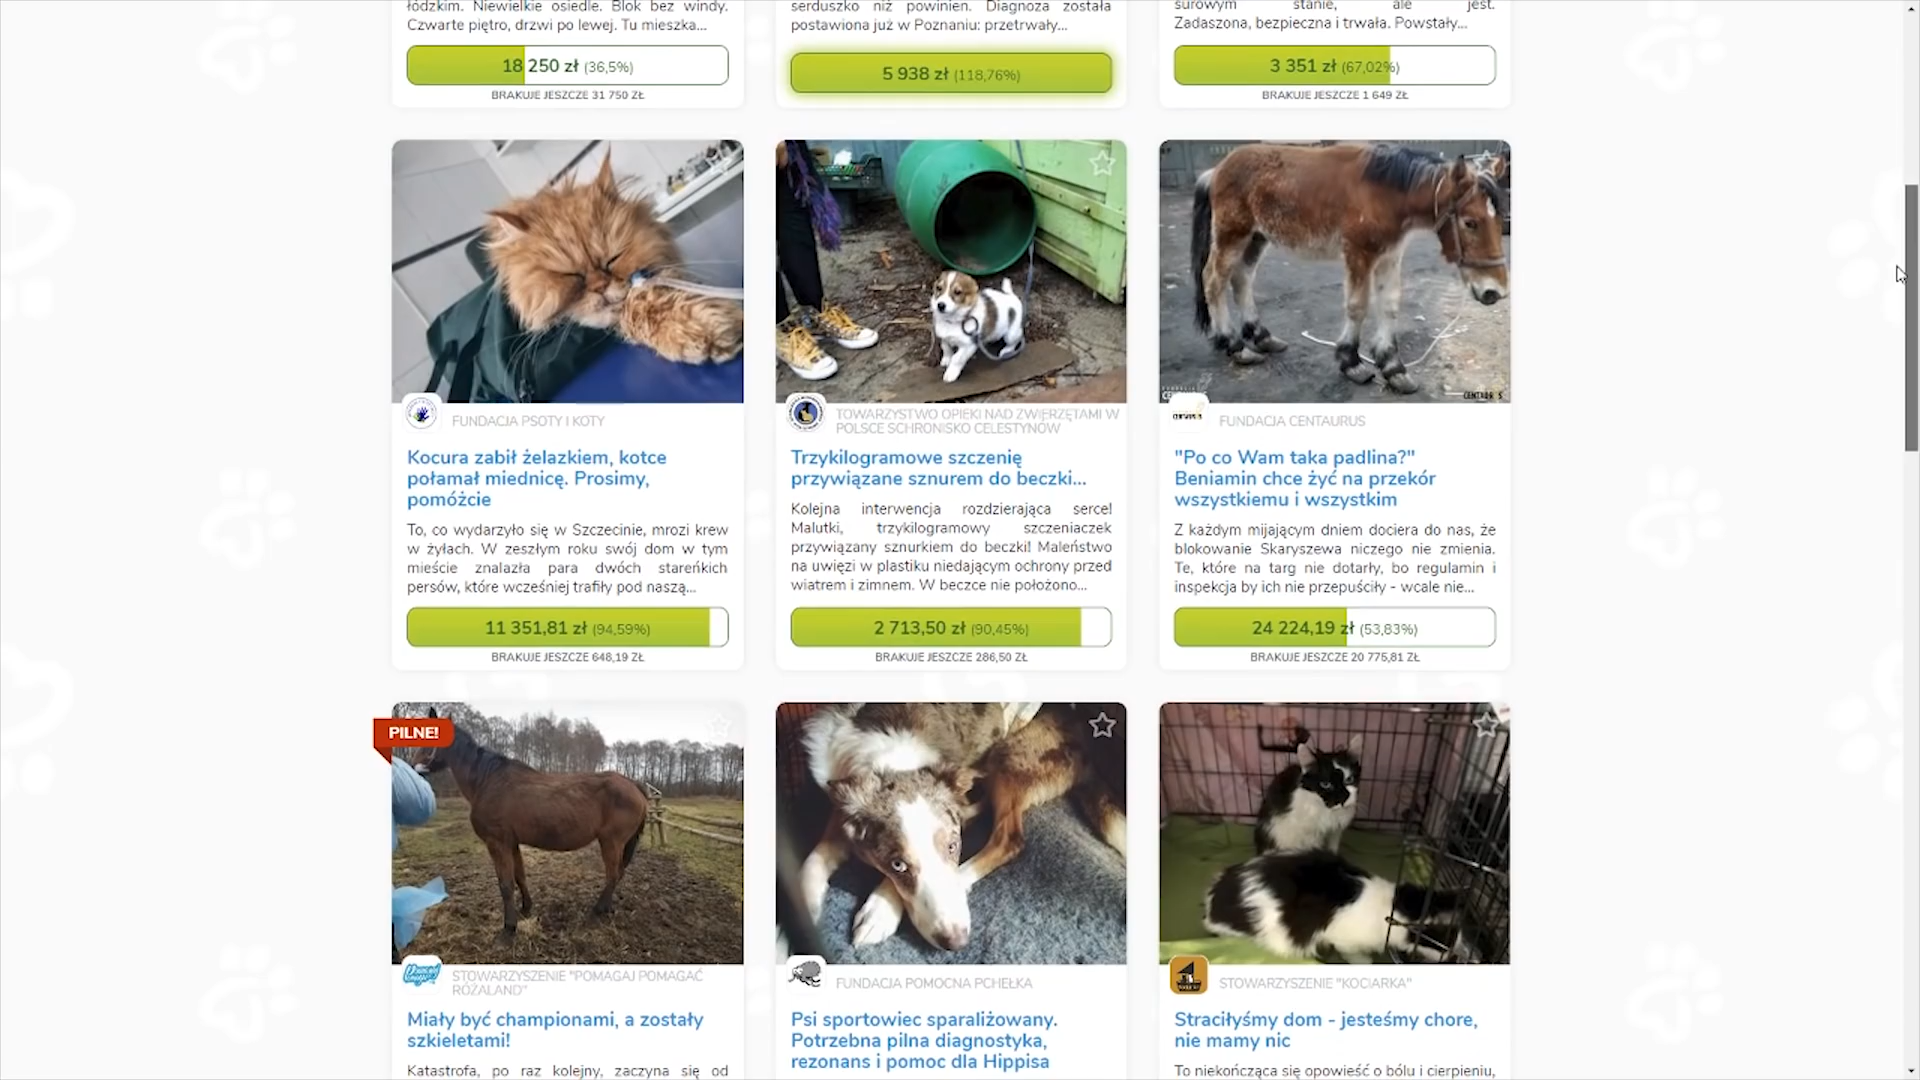 łódzkim. Niewielkie osiedle. Blok bez windy.
Czwarte piętro, drzwi po lewej. Tu mieszka...
18 250 zł (36,5%)
BRAKUJE JESZCZE 31 750 ZŁ
serduszko niż powinien. Diagnoza została
postawiona już w Poznaniu: przetrwały...
5 938 zł (118,76%)
surowym stanie, ale jest.
Zadaszona, bezpieczna i trwała. Powstały...
3 351 zł (67,02%)
BRAKUJE JESZCZE 1 649 ZŁ
FUNDACJA PSOTY I KOTY
Kocura zabił żelazkiem, kotce
połamał miednicę. Prosimy,
pomóżcie
To, co wydarzyło się w Szczecinie, mrozi krew
w żyłach. W zeszłym roku swój dom w tym
mieście znalazła para dwóch stareńkich
persów, które wcześniej trafiły pod naszą...
11 351,81 zł (94,59%)
BRAKUJE JESZCZE 648,19 ZŁ
TOWARZYSTWO OPIEKI NAD ZWIERZĘTAMI W
POLSCE SCHRONISKO CELESTYNÓW
Trzykilogramowe szczenię
przywiązane sznurem do beczki...
Kolejna interwencja rozdzierająca serce!
Malutki, trzykilogramowy szczeniaczek
przywiązany sznurkiem do beczki! Maleństwo
na uwięzi w plastiku niedającym ochrony przed
wiatrem i zimnem. W beczce nie położono...
2 713,50 zł (90,45%)
BRAKUJE JESZCZE 286,50 ZŁ
CENTAURUS
FUNDACJA CENTAURUS
"Po co Wam taka padlina?"
Beniamin chce żyć na przekór
wszystkiemu i wszystkim
Z każdym mijającym dniem dociera do nas, że
blokowanie Skaryszewa niczego nie zmienia.
Te, które na targ nie dotarły, bo regulamin i
inspekcja by ich nie przepuściły - wcale nie...
24 224,19 zł (53,83%)
BRAKUJE JESZCZE 20 775,81 ZŁ
PILNE!
STOWARZYSZENIE "POMAGAJ POMAGAĆ
RÓŻALAND"
Miały być championami, a zostały
szkieletami!
Katastrofa, po raz kolejny, zaczyna się od
FUNDACJA POMOCNA PCHEŁKA
Psi sportowiec sparaliżowany.
Potrzebna pilna diagnostyka,
rezonans i pomoc dla Hippisa
STOWARZYSZENIE "KOCIARKA"
Straciłyśmy dom - jesteśmy chore,
nie mamy nic
To niekończąca się opowieść o bólu i cierpieniu,